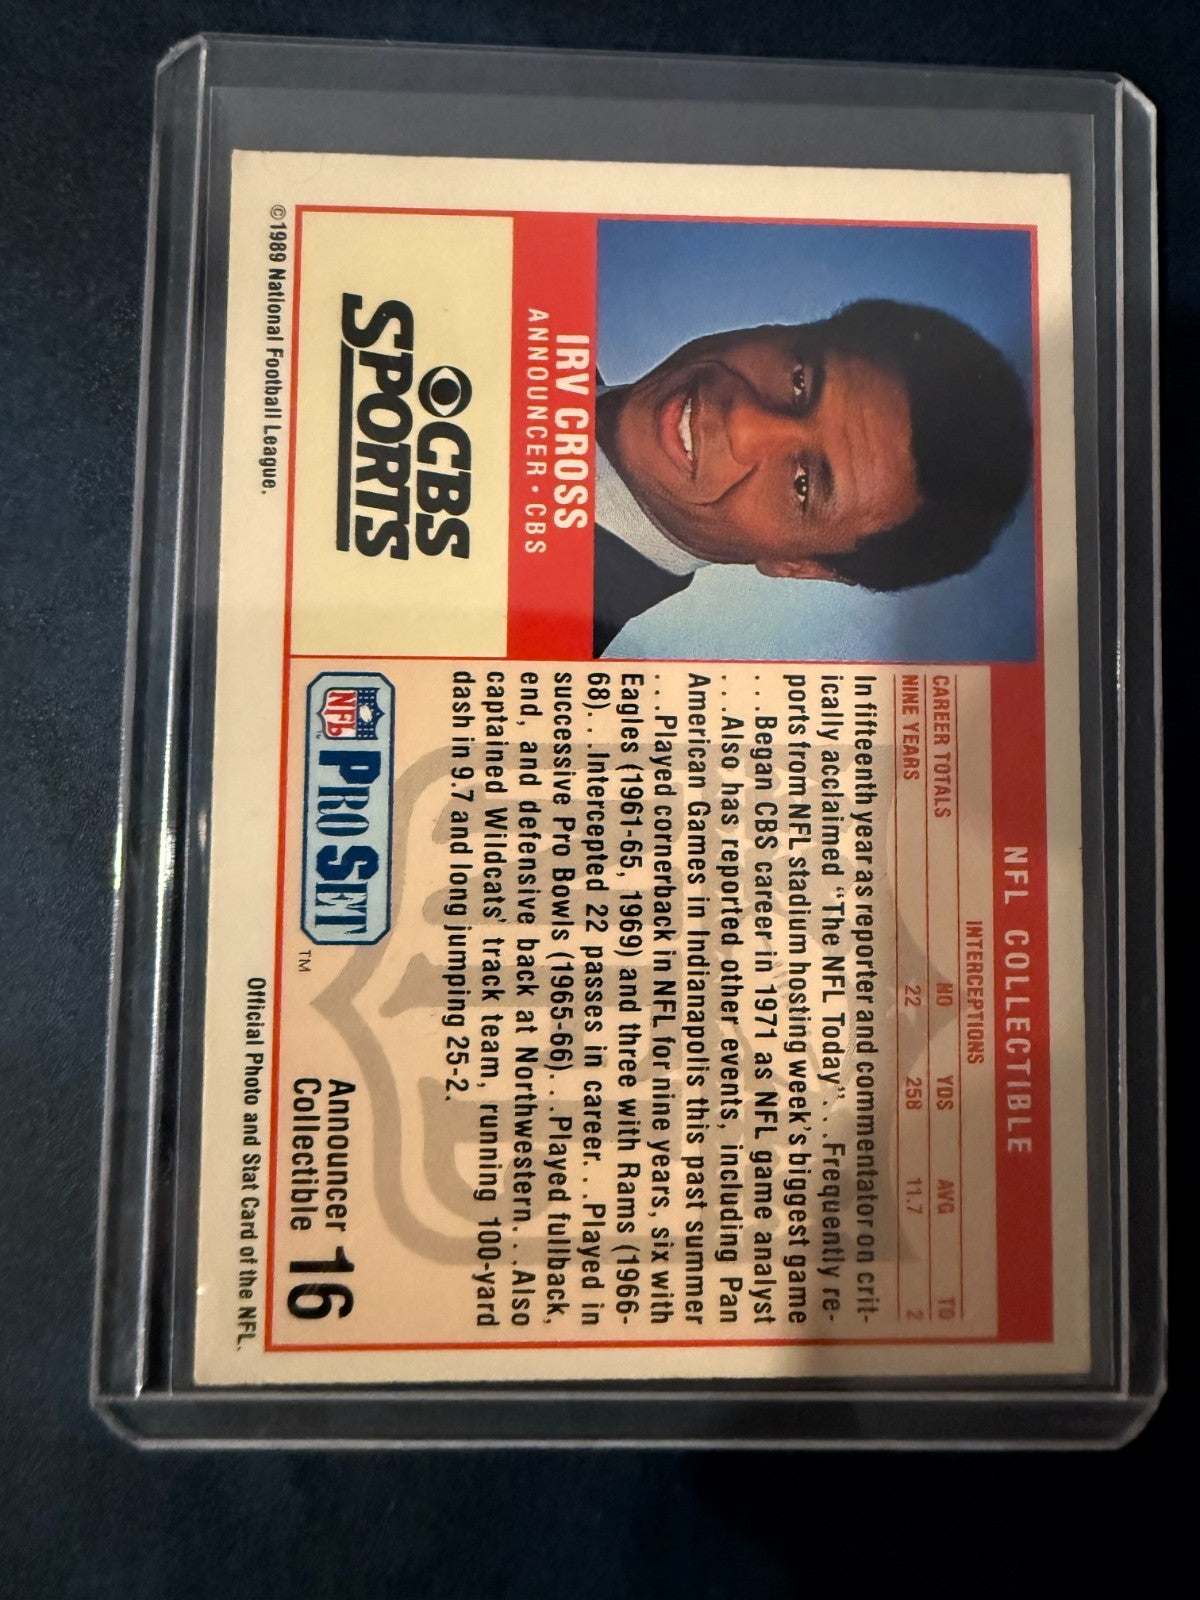 NFL COLLECTIBLE
IRV CROSS
ANNOUNCER • CBS
CBS
SPORTS
©1989 National Football League.
INTERCEPTIONS
CAREER TOTALS NO YDS AVG TD
NINE YEARS 22 258 11.7 2
In fifteenth year as reporter and commentator on crit-
ically acclaimed "The NFL Today"...Frequently re-
ports from NFL stadium hosting week's biggest game
...Began CBS career in 1971 as NFL game analyst
...Also has reported other events, including Pan
American Games in Indianapolis this past summer
...Played cornerback in NFL for nine years, six with
Eagles (1961-65, 1969) and three with Rams (1966-
68)...Intercepted 22 passes in career...Played in
successive Pro Bowls (1965-66)...Played fullback,
end, and defensive back at Northwestern...Also
captained Wildcats' track team, running 100-yard
dash in 9.7 and long jumping 25-2.
NFL PRO SET TM
Announcer 16
Collectible
Official Photo and Stat Card of the NFL.